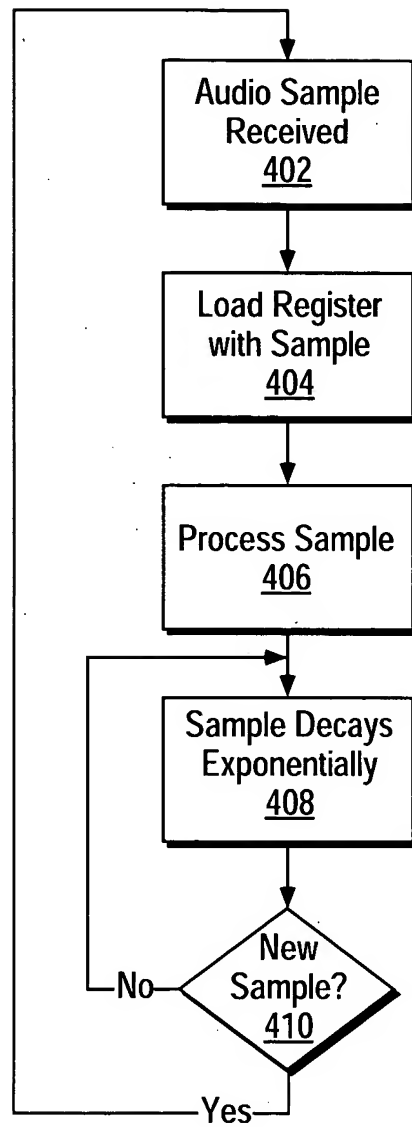 Audio Sample
Received
402
Load Register
with Sample
404
Process Sample
406
Sample Decays
Exponentially
408
New
Sample?
410
No
Yes